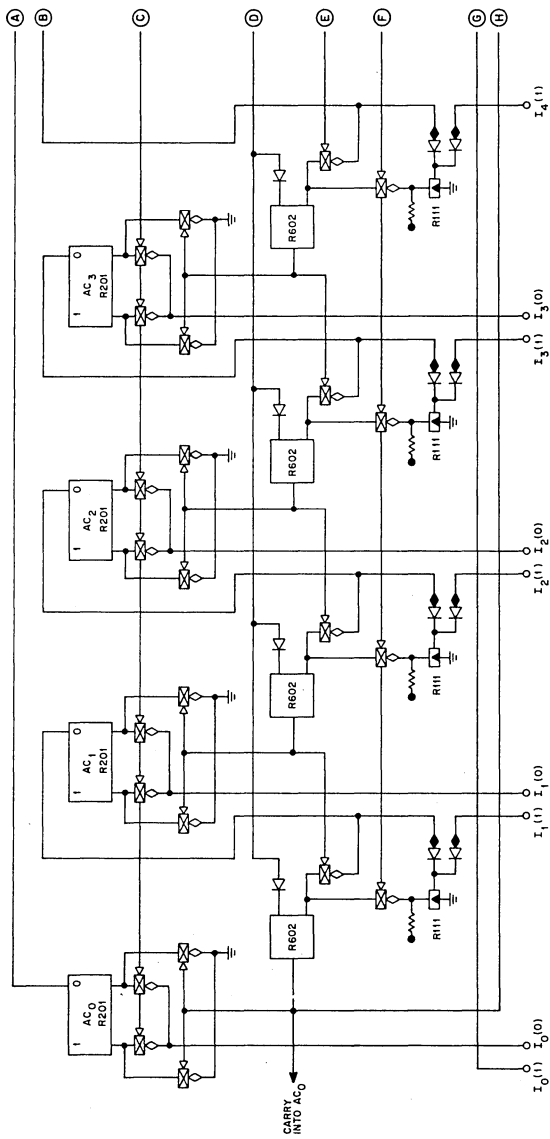 A
B
C
D
E
F
G
H
1 0
AC0
R201
1 0
AC1
R201
1 0
AC2
R201
1 0
AC3
R201
R602
R602
R602
R602
R111
R111
R111
R111
CARRY
INTO AC0
I0(1)
I0(0)
I1(1)
I1(0)
I2(1)
I2(0)
I3(1)
I3(0)
I4(1)